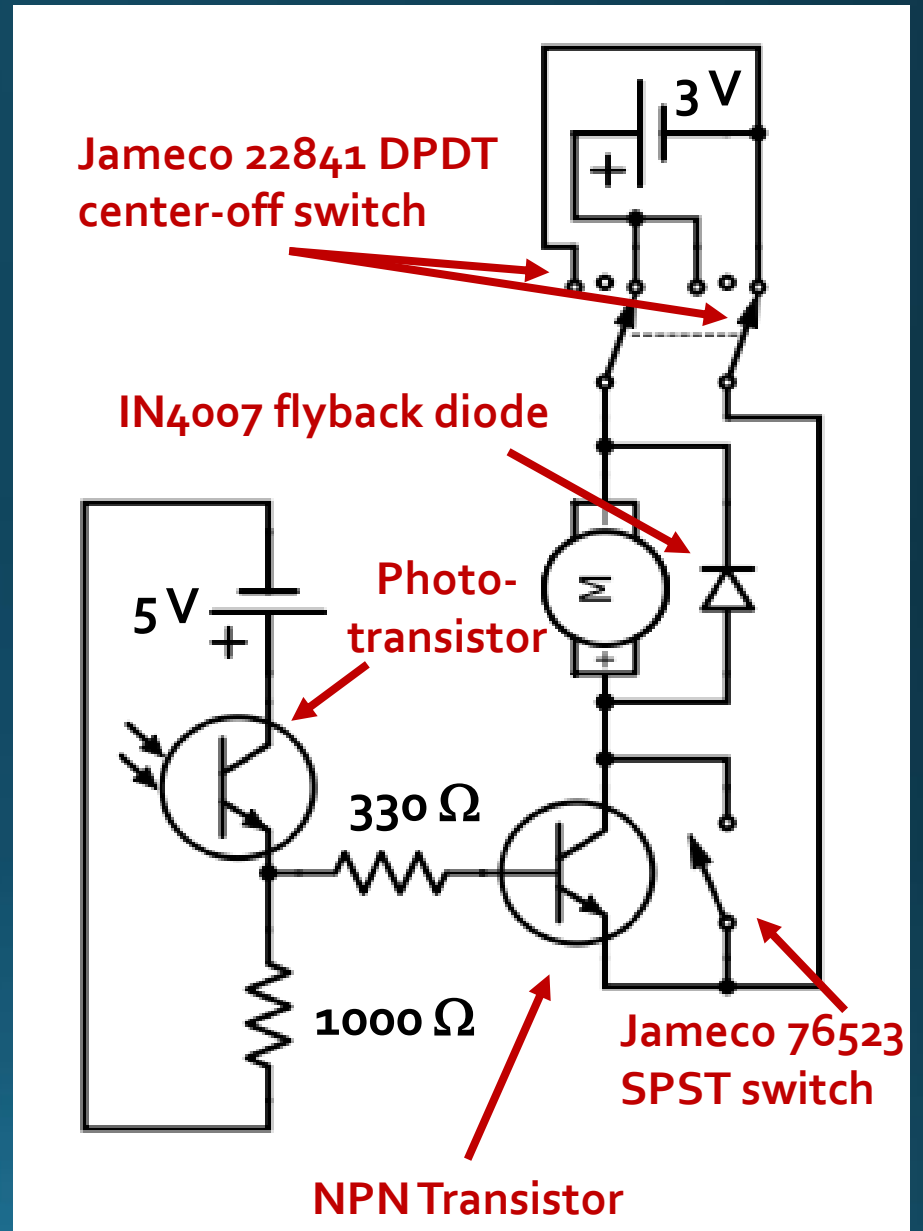 3 V
Jameco 22841 DPDT
center-off switch
+
IN4007 flyback diode
5 V
+
Photo-
transistor
M
+
330 Ω
1000 Ω
Jameco 76523
SPST switch
NPN Transistor